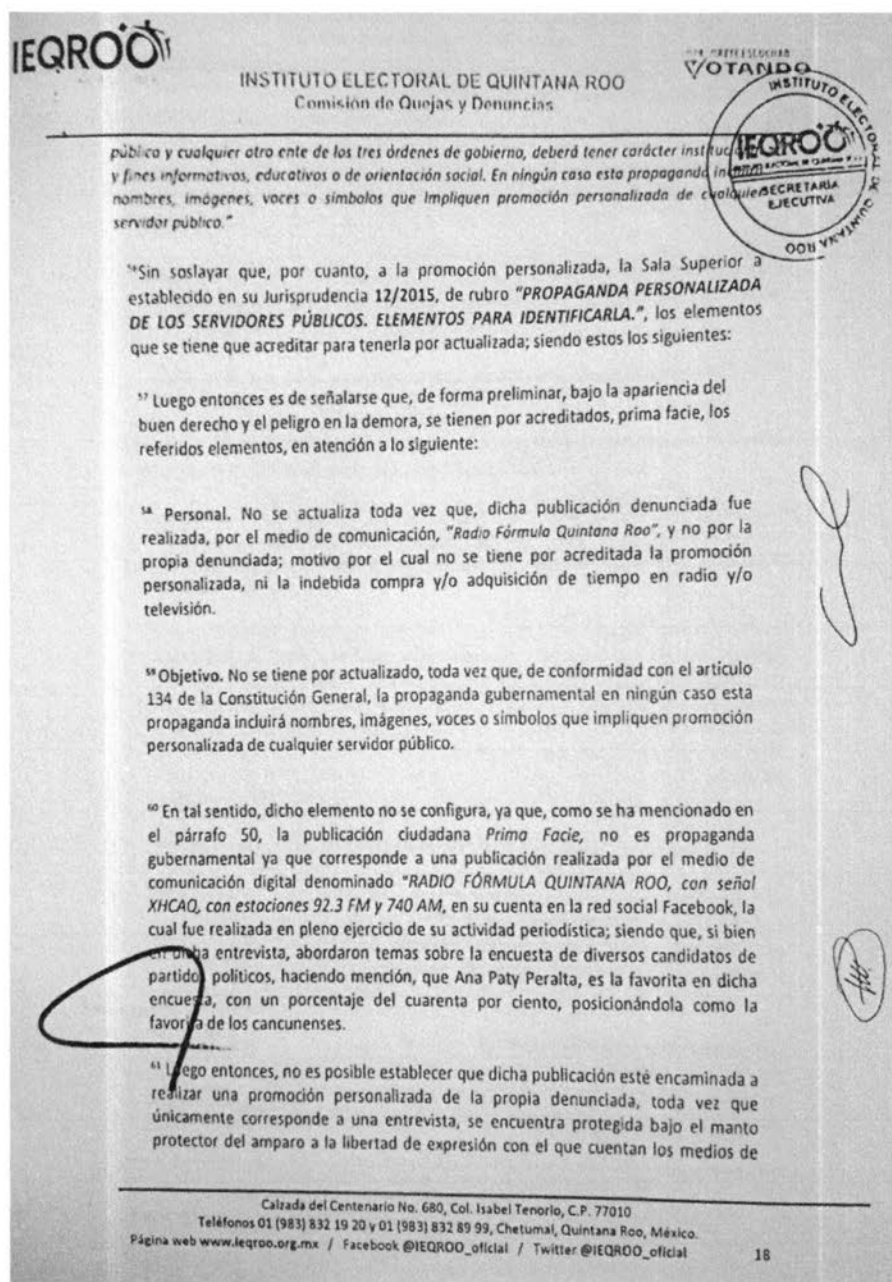 IEQROO
VOTANDO
INSTITUTO ELECTORAL DE QUINTANA ROO
Comisión de Quejas y Denuncias
INSTITUTO ELECTORAL DE QUINTANA ROO
IEQROO
SECRETARÍA
EJECUTIVA
público y cualquier otro ente de los tres órdenes de gobierno, deberá tener carácter
y fines informativos, educativos o de orientación social. En ningún caso esta propaganda
nombres, imágenes, voces o símbolos que Impliquen promoción personalizada de cualquier
servidor público."
⁵⁶Sin soslayar que, por cuanto, a la promoción personalizada, la Sala Superior a
establecido en su Jurisprudencia 12/2015, de rubro "PROPAGANDA PERSONALIZADA
DE LOS SERVIDORES PÚBLICOS. ELEMENTOS PARA IDENTIFICARLA.", los elementos
que se tiene que acreditar para tenerla por actualizada; siendo estos los siguientes:
⁵⁷ Luego entonces es de señalarse que, de forma preliminar, bajo la apariencia del
buen derecho y el peligro en la demora, se tienen por acreditados, prima facie, los
referidos elementos, en atención a lo siguiente:
⁵⁸ Personal. No se actualiza toda vez que, dicha publicación denunciada fue
realizada, por el medio de comunicación, "Radio Fórmula Quintana Roo", y no por la
propia denunciada; motivo por el cual no se tiene por acreditada la promoción
personalizada, ni la indebida compra y/o adquisición de tiempo en radio y/o
televisión.
⁵⁹ Objetivo. No se tiene por actualizado, toda vez que, de conformidad con el artículo
134 de la Constitución General, la propaganda gubernamental en ningún caso esta
propaganda incluirá nombres, imágenes, voces o símbolos que impliquen promoción
personalizada de cualquier servidor público.
⁶⁰ En tal sentido, dicho elemento no se configura, ya que, como se ha mencionado en
el párrafo 50, la publicación ciudadana Prima Facie, no es propaganda
gubernamental ya que corresponde a una publicación realizada por el medio de
comunicación digital denominado "RADIO FÓRMULA QUINTANA ROO, con señal
XHCAQ, con estaciones 92.3 FM y 740 AM, en su cuenta en la red social Facebook, la
cual fue realizada en pleno ejercicio de su actividad periodística; siendo que, si bien
en dicha entrevista, abordaron temas sobre la encuesta de diversos candidatos de
partidos políticos, haciendo mención, que Ana Paty Peralta, es la favorita en dicha
encuesta, con un porcentaje del cuarenta por ciento, posicionándola como la
favorita de los cancunenses.
⁶¹ Luego entonces, no es posible establecer que dicha publicación esté encaminada a
realizar una promoción personalizada de la propia denunciada, toda vez que
únicamente corresponde a una entrevista, se encuentra protegida bajo el manto
protector del amparo a la libertad de expresión con el que cuentan los medios de
Calzada del Centenario No. 680, Col. Isabel Tenorio, C.P. 77010
Teléfonos 01 (983) 832 19 20 y 01 (983) 832 89 99, Chetumal, Quintana Roo, México.
Página web www.ieqroo.org.mx / Facebook @IEQROO_oficial / Twitter @IEQROO_oficial
18